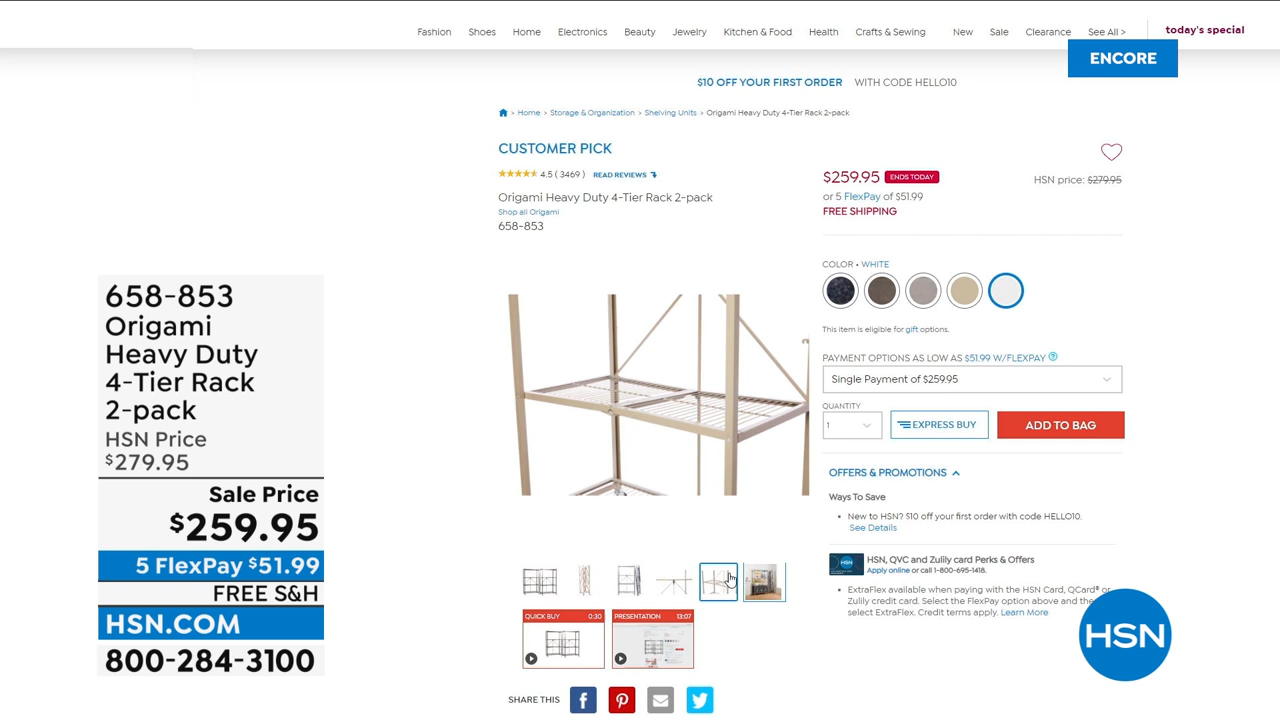 Fashion Shoes Home Electronics Beauty Jewelry Kitchen & Food Health Crafts & Sewing New Sale Clearance See All > today's special
ENCORE
$10 OFF YOUR FIRST ORDER WITH CODE HELLO10
> Home > Storage & Organization > Shelving Units > Origami Heavy Duty 4-Tier Rack 2-pack
CUSTOMER PICK
4.5 ( 3469 ) READ REVIEWS
Origami Heavy Duty 4-Tier Rack 2-pack
Shop all Origami
658-853
$259.95 ENDS TODAY HSN price: $279.95
or 5 FlexPay of $51.99
FREE SHIPPING
COLOR • WHITE
This item is eligible for gift options.
PAYMENT OPTIONS AS LOW AS $51.99 W/FLEXPAY ?
Single Payment of $259.95
QUANTITY
1 EXPRESS BUY ADD TO BAG
OFFERS & PROMOTIONS
Ways To Save
• New to HSN? $10 off your first order with code HELLO10.
See Details
HSN, QVC and Zulily card Perks & Offers
Apply online or call 1-800-695-1418.
• ExtraFlex available when paying with the HSN Card, QCard® or
Zulily credit card. Select the FlexPay option above and
select ExtraFlex. Credit terms apply. Learn More
658-853
Origami
Heavy Duty
4-Tier Rack
2-pack
HSN Price
$279.95
Sale Price
$259.95
5 FlexPay $51.99
FREE S&H
HSN.COM
800-284-3100
QUICK BUY 0:30 PRESENTATION 13:07
SHARE THIS
HSN